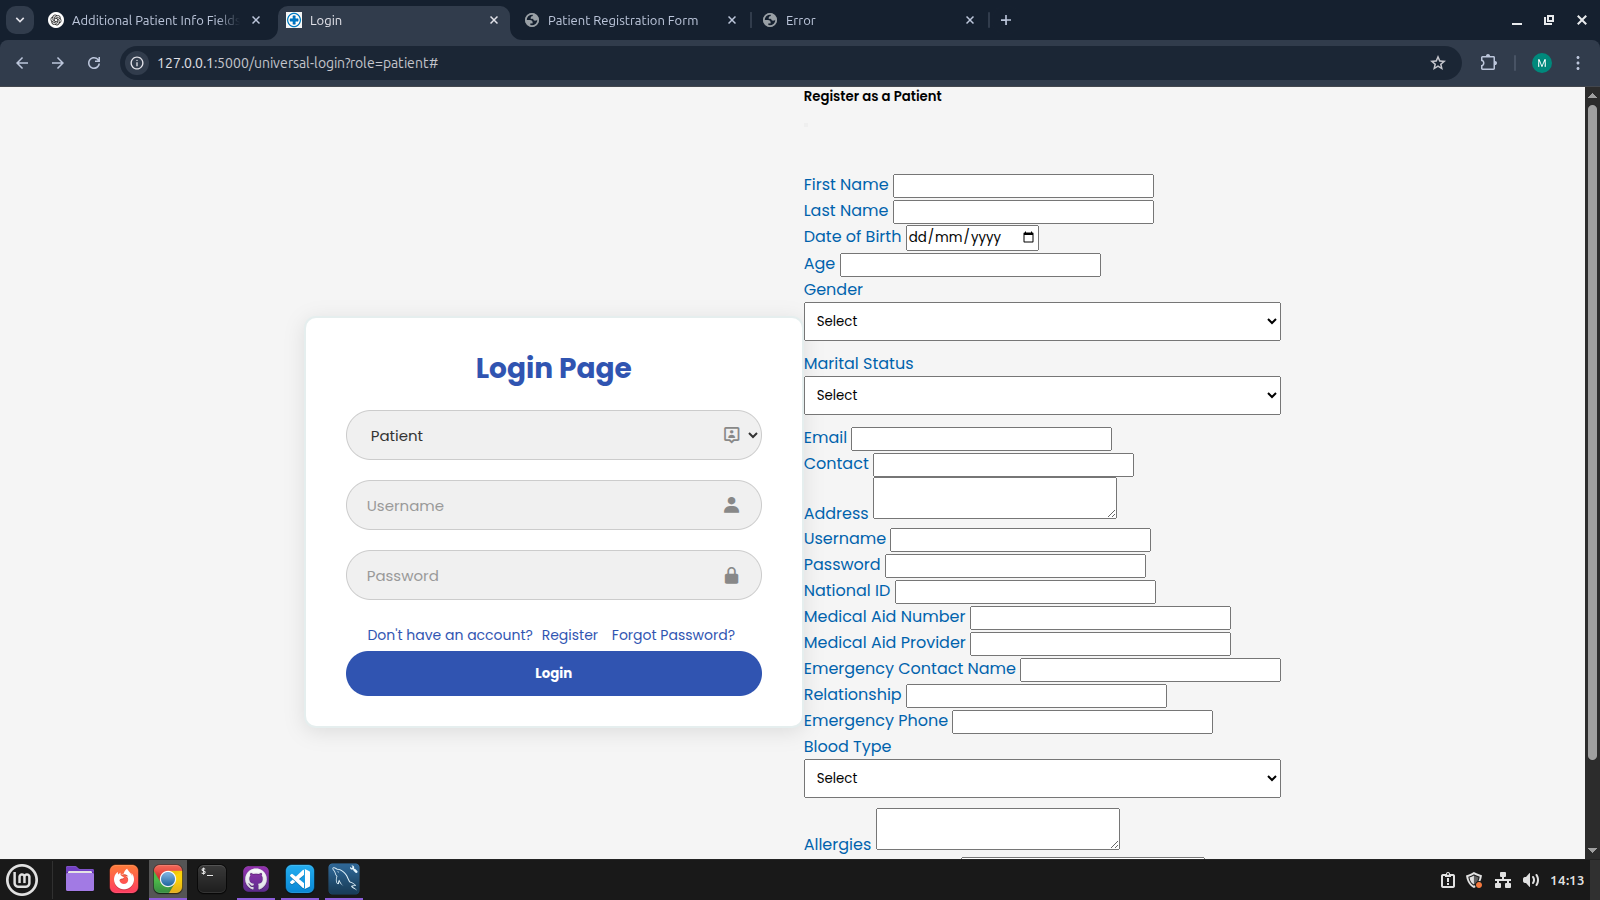 Additional Patient Info Field
Login
Patient Registration Form
Error
127.0.0.1:5000/universal-login?role=patient#
M
Register as a Patient
First Name
Last Name
Date of Birth dd/mm/yyyy
Age
Gender
Select
Marital Status
Select
Email
Contact
Address
Username
Password
National ID
Medical Aid Number
Medical Aid Provider
Emergency Contact Name
Relationship
Emergency Phone
Blood Type
Select
Allergies
Login Page
Patient
Username
Password
Don't have an account? Register Forgot Password?
Login
14:13